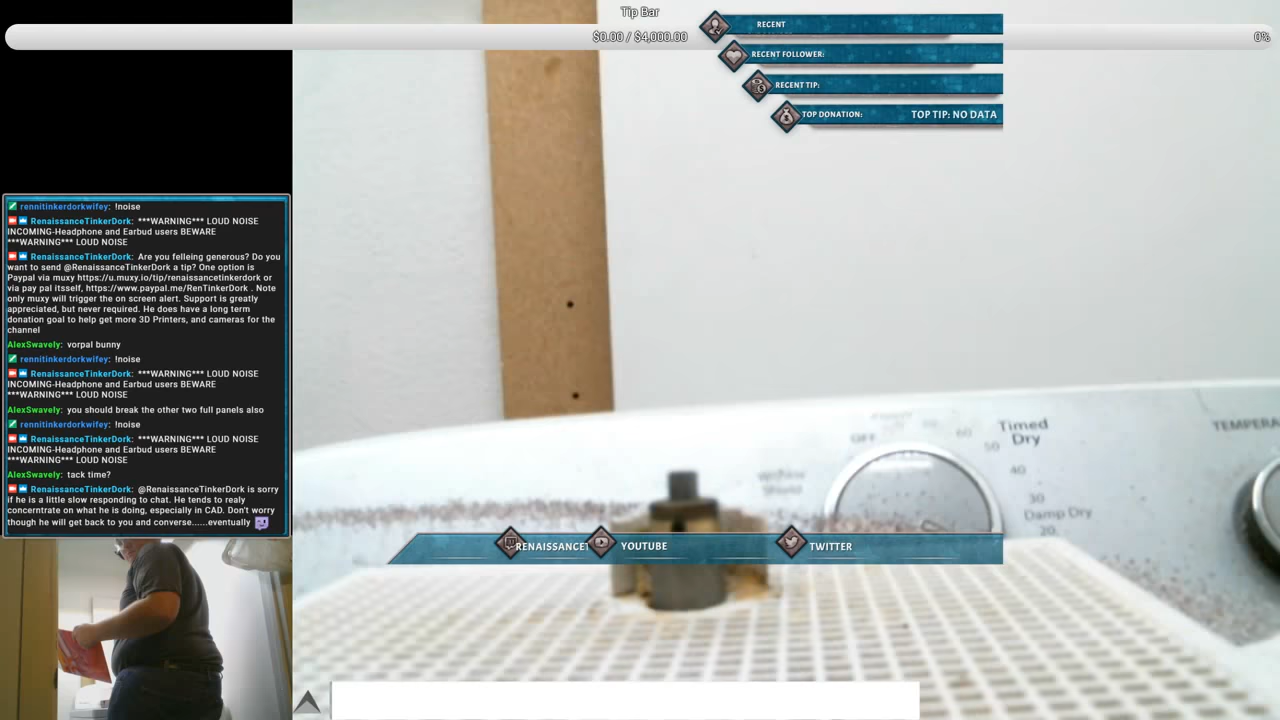 Tip Bar
$0.00 / $4,000.00
0%
RECENT
RECENT FOLLOWER:
RECENT TIP:
TOP DONATION: TOP TIP: NO DATA
rennitinkerdorkwifey: !noise
RenaissanceTinkerDork: ***WARNING*** LOUD NOISE
INCOMING-Headphone and Earbud users BEWARE
***WARNING*** LOUD NOISE
RenaissanceTinkerDork: Are you felleing generous? Do you
want to send @RenaissanceTinkerDork a tip? One option is
Paypal via muxy https://u.muxy.io/tip/renaissancetinkerdork or
via pay pal itsself, https://www.paypal.me/RenTinkerDork . Note
only muxy will trigger the on screen alert. Support is greatly
appreciated, but never required. He does have a long term
donation goal to help get more 3D Printers, and cameras for the
channel
AlexSwavely: vorpal bunny
rennitinkerdorkwifey: !noise
RenaissanceTinkerDork: ***WARNING*** LOUD NOISE
INCOMING-Headphone and Earbud users BEWARE
***WARNING*** LOUD NOISE
AlexSwavely: you should break the other two full panels also
rennitinkerdorkwifey: !noise
RenaissanceTinkerDork: ***WARNING*** LOUD NOISE
INCOMING-Headphone and Earbud users BEWARE
***WARNING*** LOUD NOISE
AlexSwavely: tack time?
RenaissanceTinkerDork: @RenaissanceTinkerDork is sorry
if he is a little slow responding to chat. He tends to realy
concerntrate on what he is doing, especially in CAD. Don't worry
though he will get back to you and converse......eventually
OFF
60
50
40
30
20
Timed
Dry
Damp Dry
Wrinkle
Shield
TEMPERA
RENAISSANCET
YOUTUBE
TWITTER